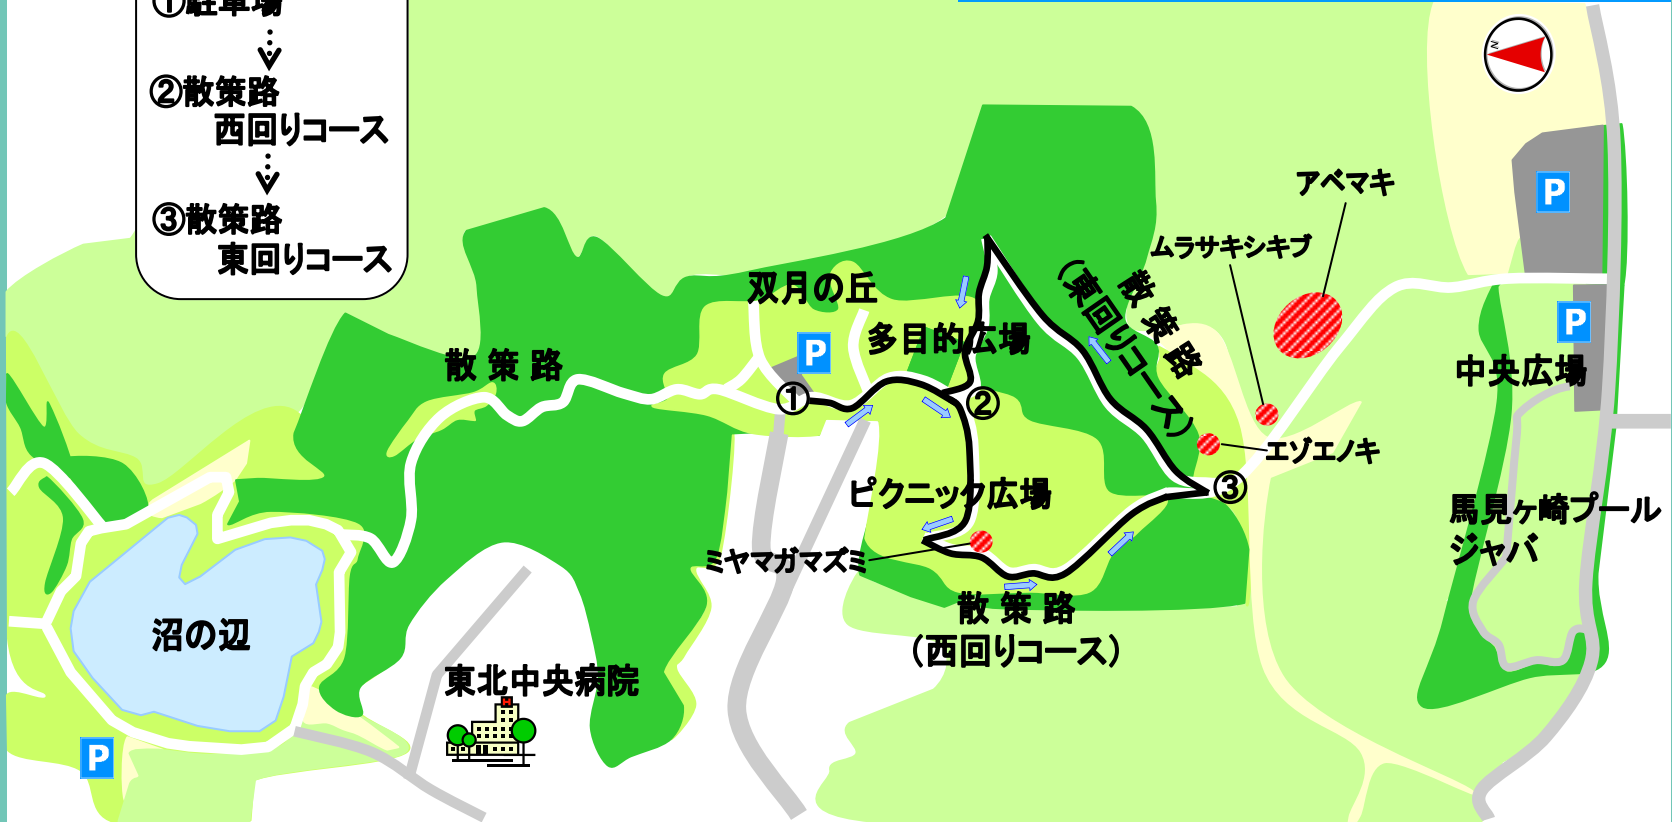 ①駐車場
②散策路
西回りコース
③散策路
東回りコース
N
アベマキ
P
ムラサキシキブ
双月の丘
散策路
（東回りコース）
P
多目的広場
P
散策路
中央広場
①
②
エゾエノキ
③
ピクニック広場
馬見ヶ崎プール
ジャバ
ミヤマガマズミ
散策路
（西回りコース）
沼の辺
東北中央病院
H
P